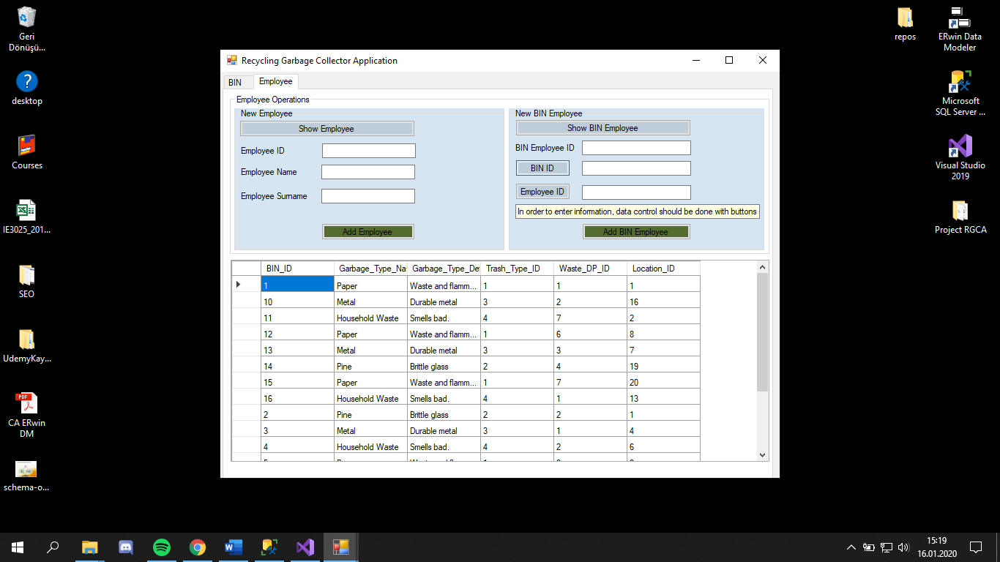 Geri
Dönüşü...
desktop
Courses
IE3025_201...
SEO
UdemyKay...
CA ERwin
DM
schema-o...
repos
ERwin Data
Modeler
Microsoft
SQL Server ...
Visual Studio
2019
Project RGCA
Recycling Garbage Collector Application
BIN Employee
Employee Operations
New Employee
Show Employee
Employee ID
Employee Name
Employee Surname
Add Employee
New BIN Employee
Show BIN Employee
BIN Employee ID
BIN ID
Employee ID
In order to enter information, data control should be done with buttons
Add BIN Employee
BIN_ID Garbage_Type_Na Garbage_Type_De Trash_Type_ID Waste_DP_ID Location_ID
1 Paper Waste and flamm... 1 1 1
10 Metal Durable metal 3 2 16
11 Household Waste Smells bad. 4 7 2
12 Paper Waste and flamm... 1 6 8
13 Metal Durable metal 3 3 7
14 Pine Brittle glass 2 4 19
15 Paper Waste and flamm... 1 7 20
16 Household Waste Smells bad. 4 1 13
2 Pine Brittle glass 2 2 1
3 Metal Durable metal 3 1 4
4 Household Waste Smells bad. 4 2 6
15:19
16.01.2020